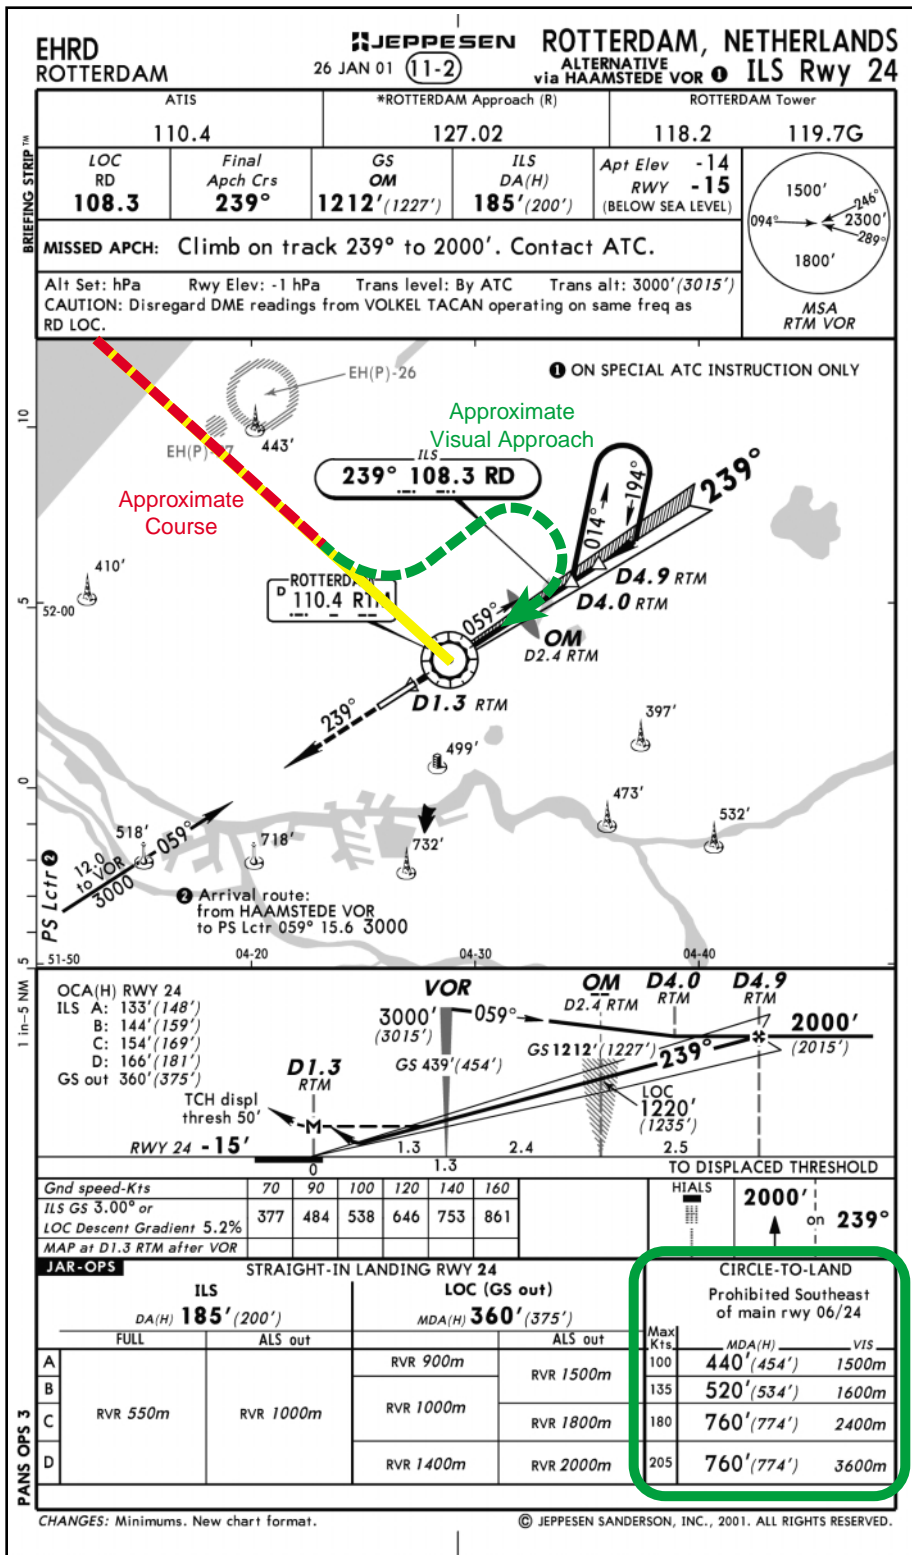 EHRD
ROTTERDAM
JEPPESEN
26 JAN 01 11-2
ROTTERDAM, NETHERLANDS
ALTERNATIVE
via HAAMSTEDE VOR 1 ILS Rwy 24
BRIEFING STRIP TM
ATIS
110.4
*ROTTERDAM Approach (R)
127.02
ROTTERDAM Tower
118.2 119.7G
LOC
RD
108.3
Final
Apch Crs
239°
GS
OM
1212'(1227')
ILS
DA(H)
185'(200')
Apt Elev -14
RWY -15
(BELOW SEA LEVEL)
MISSED APCH: Climb on track 239° to 2000'. Contact ATC.
Alt Set: hPa Rwy Elev: -1 hPa Trans level: By ATC Trans alt: 3000'(3015')
CAUTION: Disregard DME readings from VOLKEL TACAN operating on same freq as
RD LOC.
1500'
246°
094°
2300'
289°
1800'
MSA
RTM VOR
EH(P)-26
1 ON SPECIAL ATC INSTRUCTION ONLY
10
443'
Approximate
Visual Approach
ILS
239° 108.3 RD
Approximate
Course
014°
194°
239°
410'
5
52-00
D 110.4 RTM
059°
D4.9 RTM
D4.0 RTM
OM
D2.4 RTM
D1.3 RTM
239°
499'
397'
0
473'
532'
518'
059°
718'
732'
PS Lctr 2
12.0
to VOR
3000
2 Arrival route:
from HAAMSTEDE VOR
to PS Lctr 059° 15.6 3000
5
51-50
04-20
04-30
04-40
1 in=5 NM
OCA(H) RWY 24
ILS A: 133'(148')
B: 144'(159')
C: 154'(169')
D: 166'(181')
GS out 360'(375')
VOR
3000'
(3015')
059°
GS 439'(454')
OM
D2.4 RTM
D4.0
RTM
D4.9
RTM
2000'
(2015')
GS 1212'(1227')
239°
D1.3
RTM
TCH displ
thresh 50'
M
LOC
1220'
(1235')
RWY 24 -15'
1.3
2.4
2.5
0
1.3
TO DISPLACED THRESHOLD
Gnd speed-Kts 70 90 100 120 140 160
ILS GS 3.00° or
LOC Descent Gradient 5.2% 377 484 538 646 753 861
MAP at D1.3 RTM after VOR
HIALS
2000'
on 239°
JAR-OPS
STRAIGHT-IN LANDING RWY 24
ILS
DA(H) 185'(200')
LOC (GS out)
MDA(H) 360'(375')
FULL
ALS out
ALS out
A
B
C
D
RVR 550m
RVR 1000m
RVR 900m
RVR 1000m
RVR 1400m
RVR 1500m
RVR 1800m
RVR 2000m
CIRCLE-TO-LAND
Prohibited Southeast
of main rwy 06/24
Max
Kts MDA(H) VIS
100 440'(454') 1500m
135 520'(534') 1600m
180 760'(774') 2400m
205 760'(774') 3600m
PANS OPS 3
CHANGES: Minimums. New chart format.
© JEPPESEN SANDERSON, INC., 2001. ALL RIGHTS RESERVED.